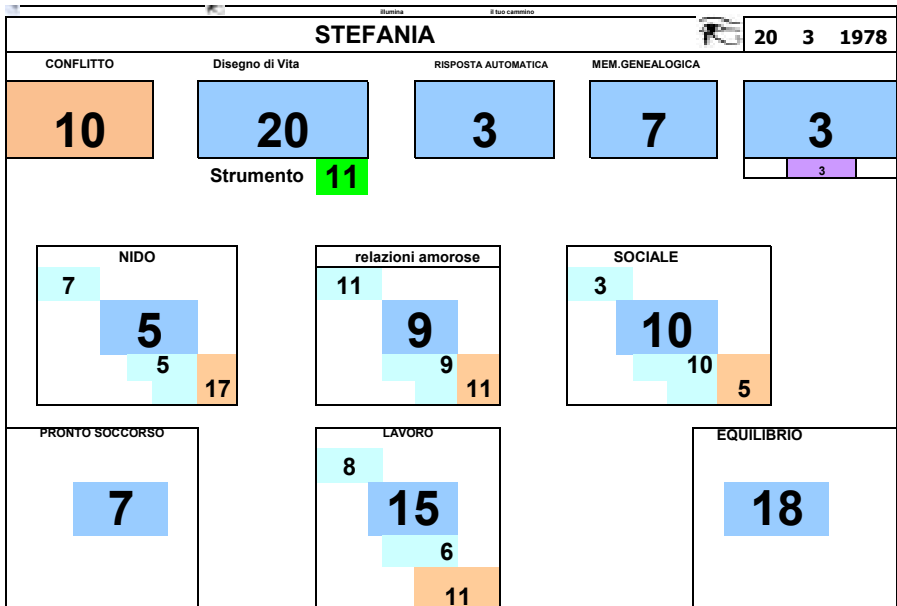 illumina il tuo cammino
STEFANIA 20 3 1978
CONFLITTO Disegno di Vita RISPOSTA AUTOMATICA MEM.GENEALOGICA
10 20 3 7 3
Strumento 11 3
NIDO relazioni amorose SOCIALE
7 11 3
5 9 10
5 9 10
17 11 5
PRONTO SOCCORSO LAVORO EQUILIBRIO
8
7 15 18
6
11